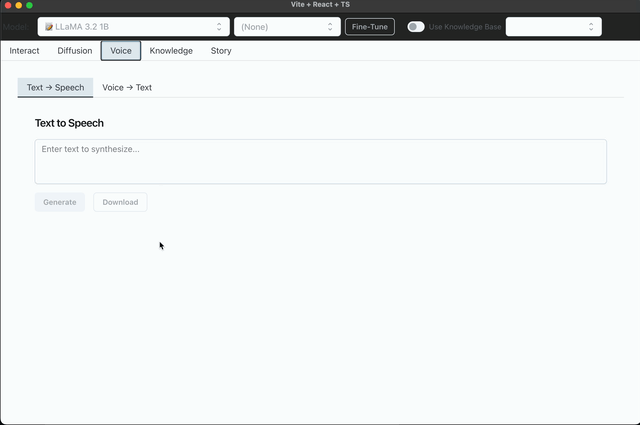 Vite + React + TS
Model: 📝 LLaMA 3.2 1B (None) Fine-Tune Use Knowledge Base
Interact Diffusion Voice Knowledge Story
Text → Speech Voice → Text
Text to Speech
Enter text to synthesize...
Generate Download